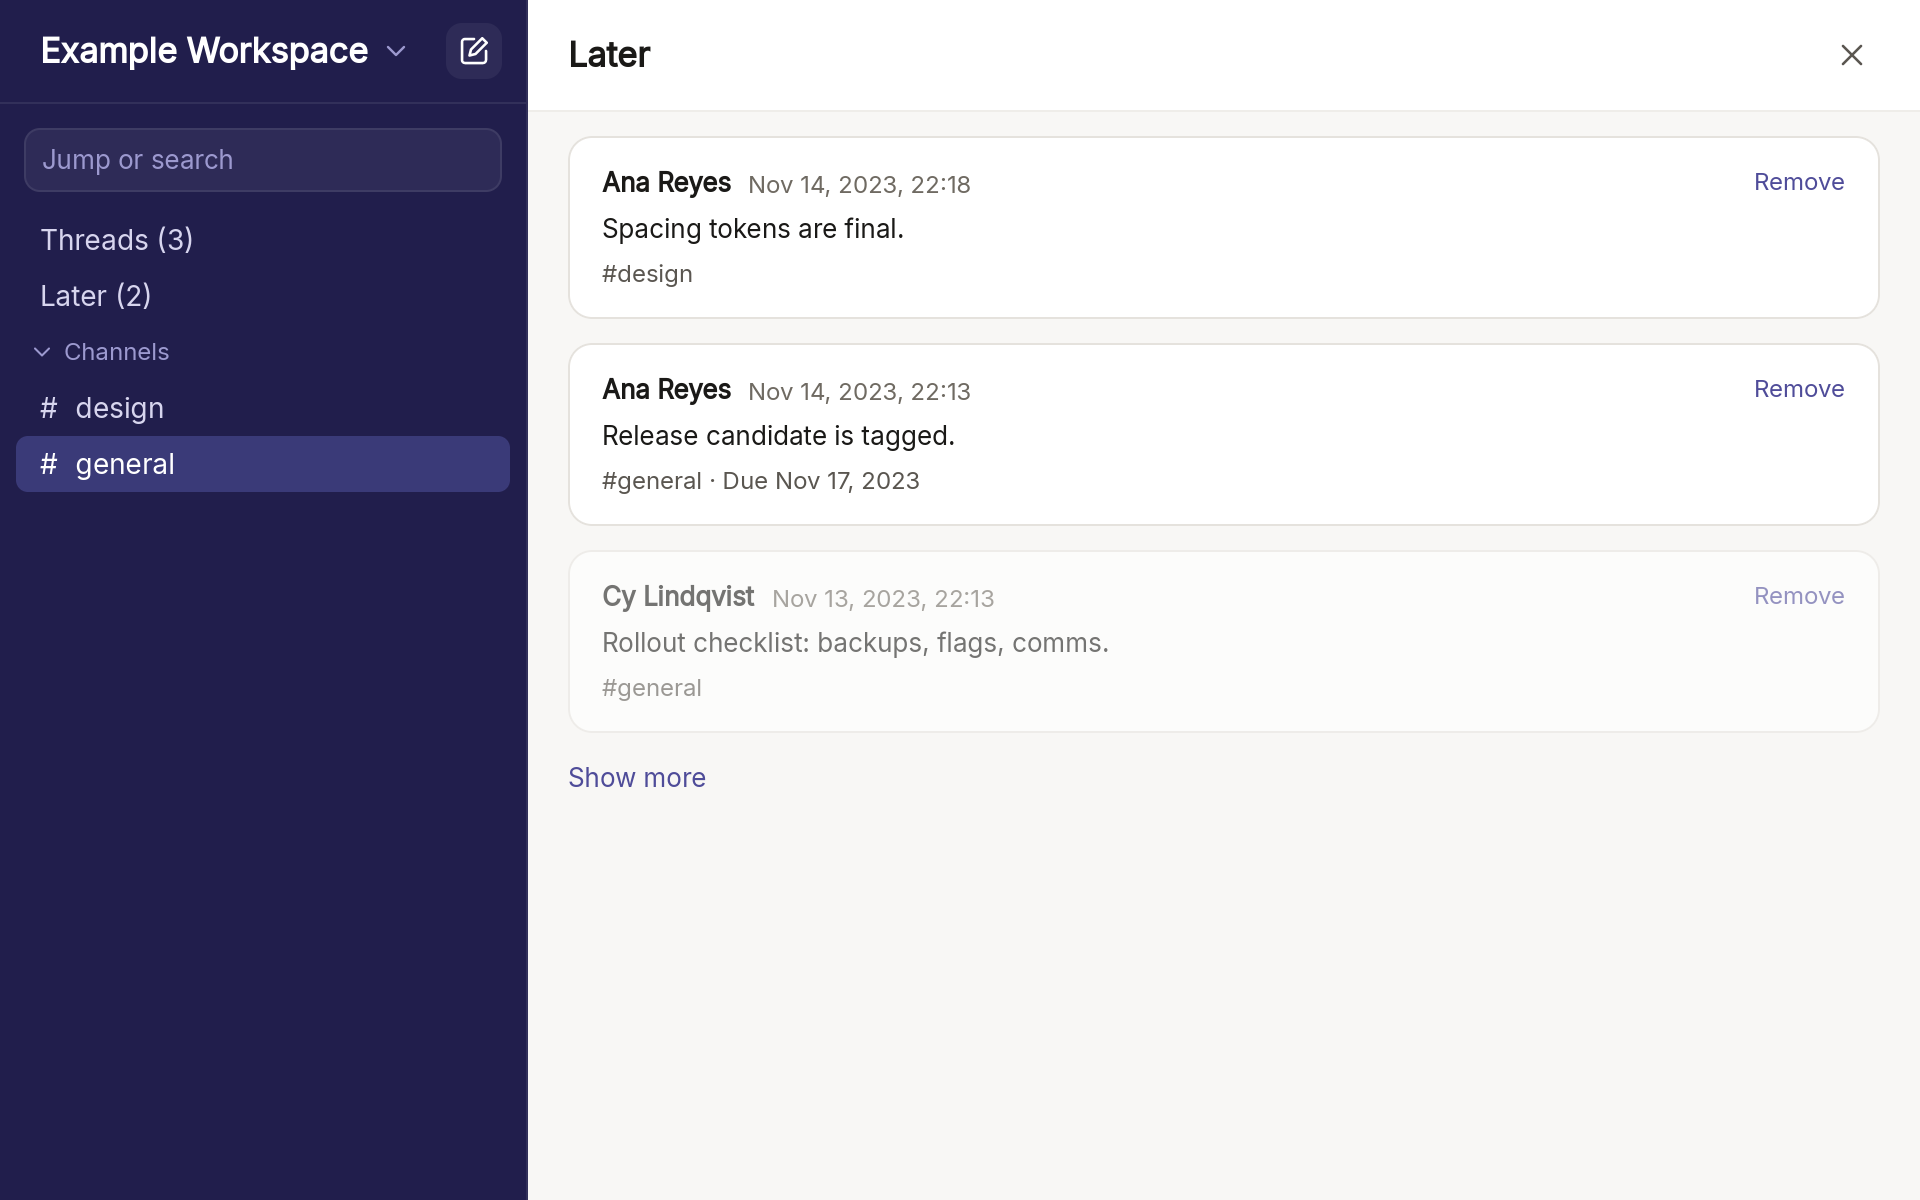 Example Workspace
Jump or search
Threads (3)
Later (2)
Channels
# design
# general
Later
Ana Reyes Nov 14, 2023, 22:18 Remove
Spacing tokens are final.
#design
Ana Reyes Nov 14, 2023, 22:13 Remove
Release candidate is tagged.
#general · Due Nov 17, 2023
Cy Lindqvist Nov 13, 2023, 22:13 Remove
Rollout checklist: backups, flags, comms.
#general
Show more